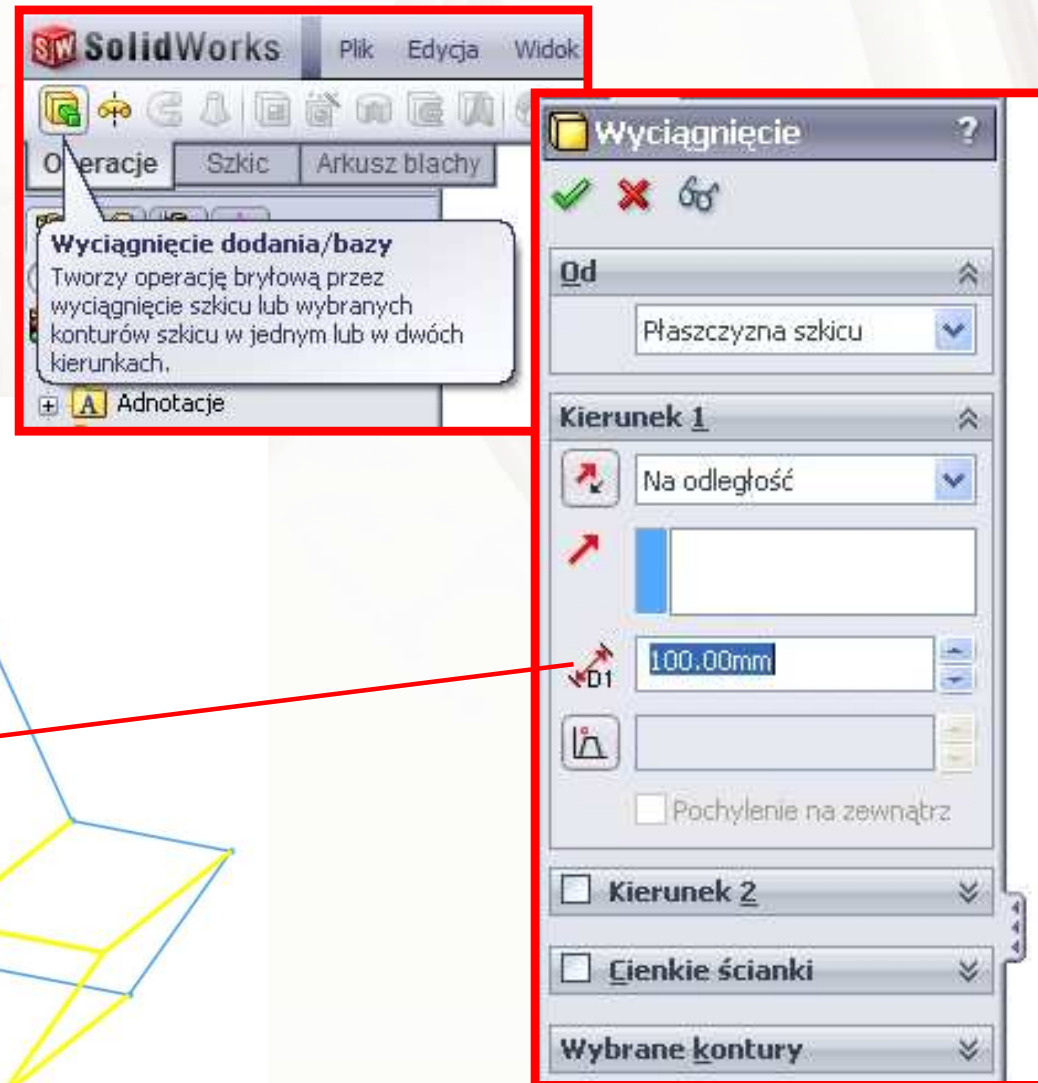 SW SolidWorks Plik Edycja Widok
Operacje Szkic Arkusz blachy
Wyciągnięcie dodania/bazy
Tworzy operację bryłową przez
wyciągnięcie szkicu lub wybranych
konturów szkicu w jednym lub w dwóch
kierunkach.
A Adnotacje
Wyciągnięcie ?
Od
Płaszczyzna szkicu
Kierunek 1
Na odległość
D1 100.00mm
Pochylenie na zewnątrz
Kierunek 2
Cienkie ścianki
Wybrane kontury